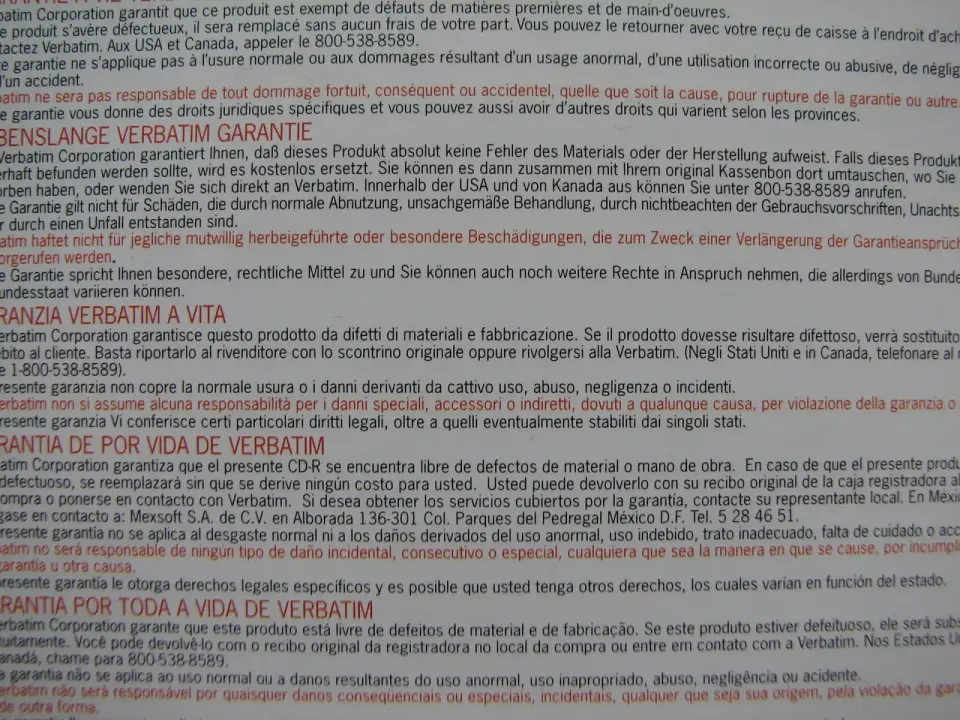 batim Corporation garantit que ce produit est exempt de défauts de matières premières et de main-d'oeuvres.
e produit s'avère défectueux, il sera remplacé sans aucun frais de votre part. Vous pouvez le retourner avec votre reçu de caisse à l'endroit d'ach
tactez Verbatim. Aux USA et Canada, appeler le 800-538-8589.
e garantie ne s'applique pas à l'usure normale ou aux dommages résultant d'un usage anormal, d'une utilisation incorrecte ou abusive, de néglig
d'un accident.
batim ne sera pas responsable de tout dommage fortuit, conséquent ou accidentel, quelle que soit la cause, pour rupture de la garantie ou autre.
e garantie vous donne des droits juridiques spécifiques et vous pouvez aussi avoir d'autres droits qui varient selon les provinces.
BENSLANGE VERBATIM GARANTIE
Verbatim Corporation garantiert Ihnen, daß dieses Produkt absolut keine Fehler des Materials oder der Herstellung aufweist. Falls dieses Produkt
erhaft befunden werden sollte, wird es kostenlos ersetzt. Sie können es dann zusammen mit Ihrem original Kassenbon dort umtauschen, wo Sie
orben haben, oder wenden Sie sich direkt an Verbatim. Innerhalb der USA und von Kanada aus können Sie unter 800-538-8589 anrufen.
e Garantie gilt nicht für Schäden, die durch normale Abnutzung, unsachgemäße Behandlung, durch nichtbeachten der Gebrauchsvorschriften, Unachts
r durch einen Unfall entstanden sind.
atim haftet nicht für jegliche mutwillig herbeigeführte oder besondere Beschädigungen, die zum Zweck einer Verlängerung der Garantieansprüch
orgerufen werden.
e Garantie spricht Ihnen besondere, rechtliche Mittel zu und Sie können auch noch weitere Rechte in Anspruch nehmen, die allerdings von Bunde
undesstaat variieren können.
RANZIA VERBATIM A VITA
erbatim Corporation garantisce questo prodotto da difetti di materiali e fabbricazione. Se il prodotto dovesse risultare difettoso, verrà sostituito
bito al cliente. Basta riportarlo al rivenditore con lo scontrino originale oppure rivolgersi alla Verbatim. (Negli Stati Uniti e in Canada, telefonare al
e 1-800-538-8589).
resente garanzia non copre la normale usura o i danni derivanti da cattivo uso, abuso, negligenza o incidenti.
erbatim non si assume alcuna responsabilità per i danni speciali, accessori o indiretti, dovuti a qualunque causa, per violazione della garanzia o
resente garanzia Vi conferisce certi particolari diritti legali, oltre a quelli eventualmente stabiliti dai singoli stati.
RANTIA DE POR VIDA DE VERBATIM
atim Corporation garantiza que el presente CD-R se encuentra libre de defectos de material o mano de obra. En caso de que el presente produ
defectuoso, se reemplazará sin que se derive ningún costo para usted. Usted puede devolverlo con su recibo original de la caja registradora al
ompra o ponerse en contacto con Verbatim. Si desea obtener los servicios cubiertos por la garantía, contacte su representante local. En Méxic
gase en contacto a: Mexsoft S.A. de C.V. en Alborada 136-301 Col. Parques del Pedregal México D.F. Tel. 5 28 46 51.
resente garantía no se aplica al desgaste normal ni a los daños derivados del uso anormal, uso indebido, trato inadecuado, falta de cuidado o acc
batim no será responsable de ningún tipo de daño incidental, consecutivo o especial, cualquiera que sea la manera en que se cause, por incumpli
garantía u otra causa.
resente garantía le otorga derechos legales específicos y es posible que usted tenga otros derechos, los cuales varían en función del estado.
RANTIA POR TODA A VIDA DE VERBATIM
erbatim Corporation garante que este produto está livre de defeitos de material e de fabricação. Se este produto estiver defeituoso, ele será subs
tuitamente. Você pode devolvê-lo com o recibo original da registradora no local da compra ou entre em contato com a Verbatim. Nos Estados U
anadá, chame para 800-538-8589.
a garantia não se aplica ao uso normal ou a danos resultantes do uso anormal, uso inapropriado, abuso, negligência ou acidente.
erbatim não será responsável por quaisquer danos conseqüenciais ou especiais, incidentais, qualquer que seja sua origem, pela violação da gara
de outra forma.